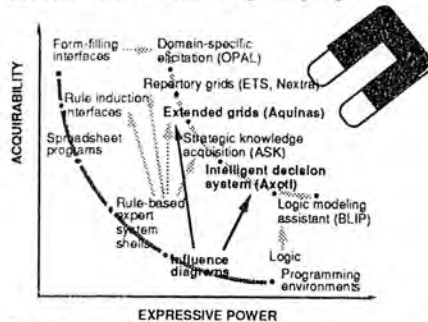 Form-filling
interfaces
Domain-specific
elicitation (OPAL)
Repertory grids (ETS, Nextra)
Rule induction
interfaces
Extended grids (Aquinas)
Spreadsheet
programs
Strategic knowledge
acquisition (ASK)
Intelligent decision
system (Axotl)
Rule-based
expert
system
shells
Logic modeling
assistant (BLIP)
Influence
diagrams
Logic
Programming
environments
ACQUIRABILITY
EXPRESSIVE POWER